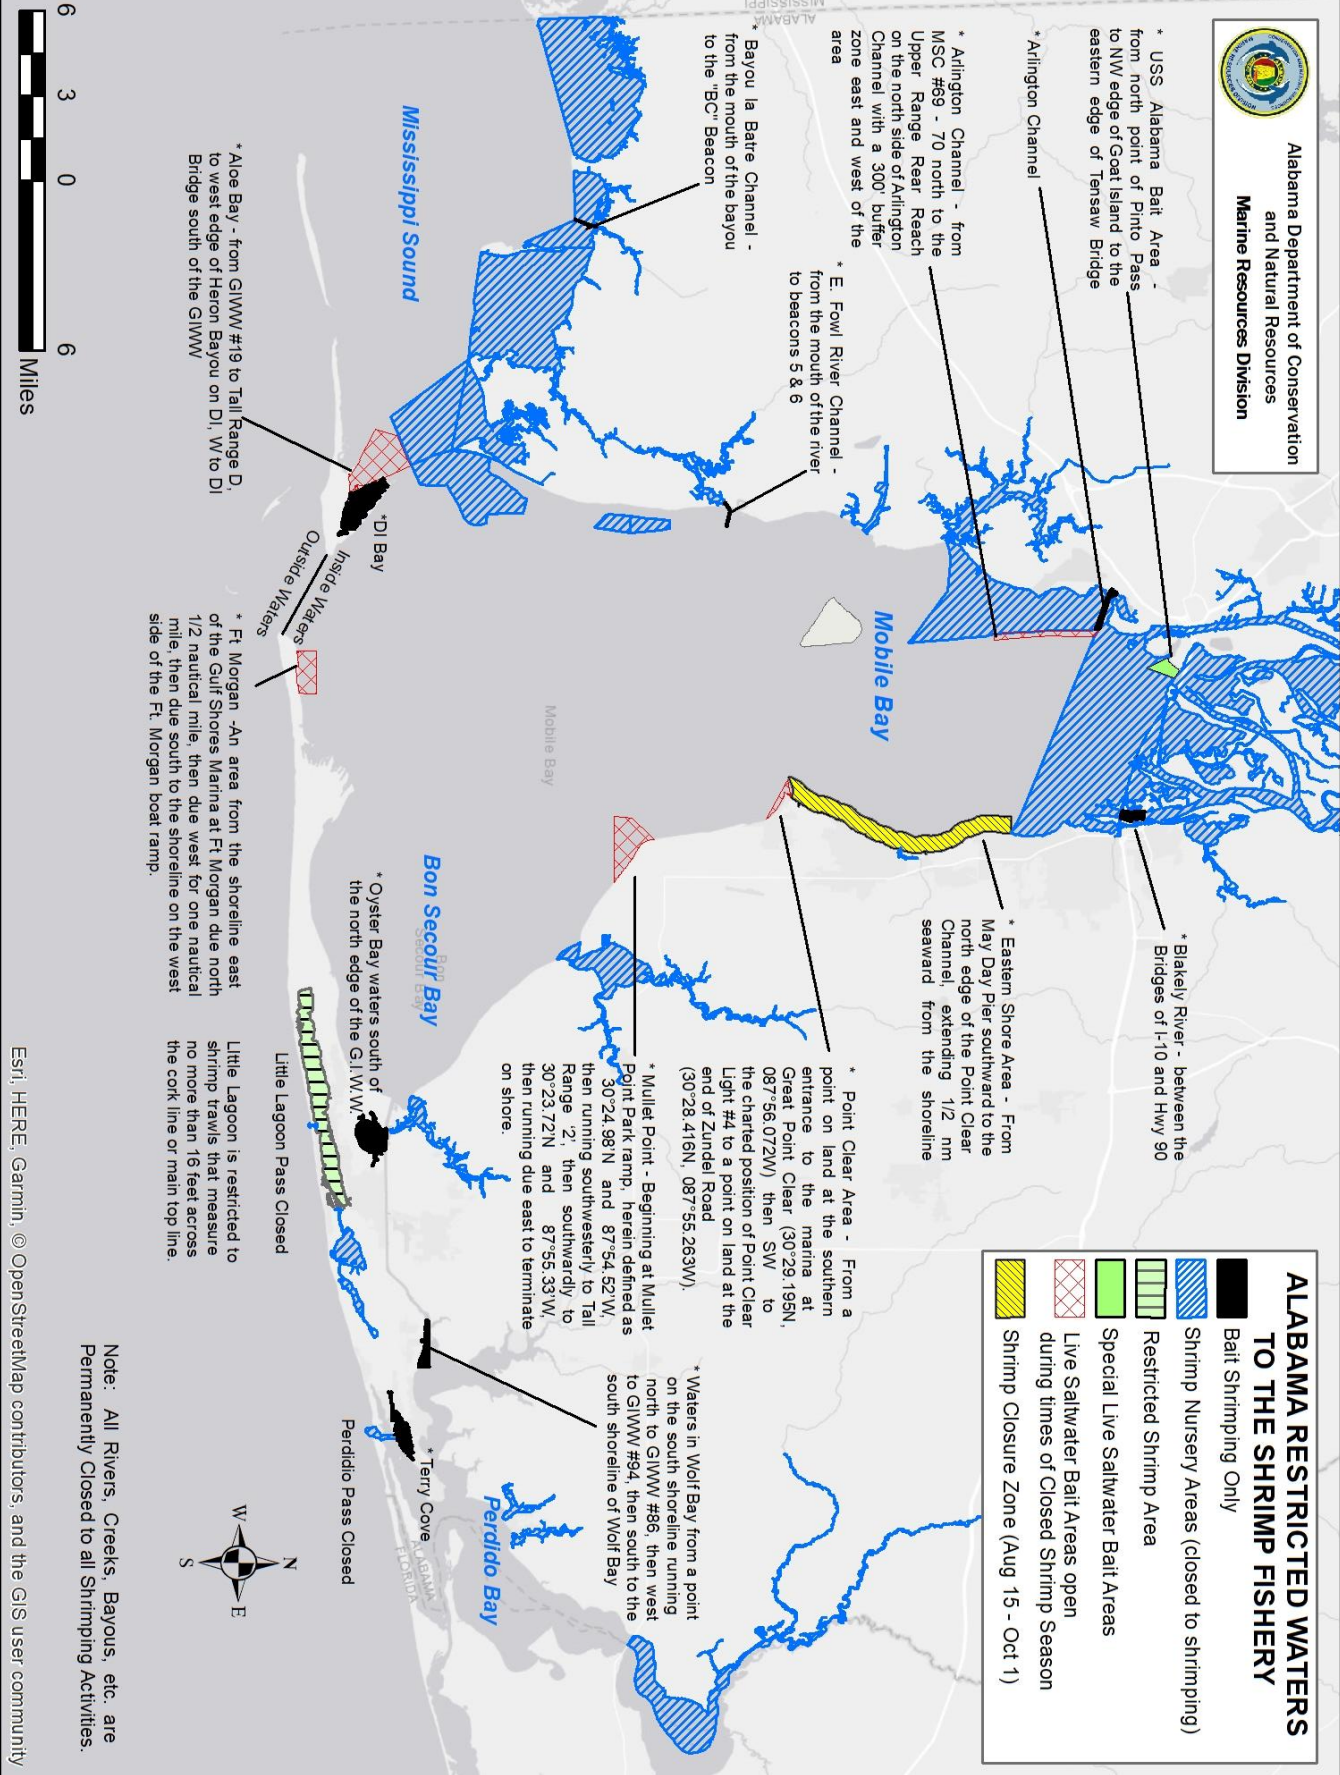 Alabama Department of Conservation
and Natural Resources
Marine Resources Division
ALABAMA RESTRICTED WATERS
TO THE SHRIMP FISHERY
Bait Shrimping Only
Shrimp Nursery Areas (closed to shrimping)
Restricted Shrimp Area
Special Live Saltwater Bait Areas
Live Saltwater Bait Areas open
during times of Closed Shrimp Season
Shrimp Closure Zone (Aug 15 - Oct 1)
* USS Alabama Bait Area -
from north point of Pinto Pass
to NW edge of Goat Island to the
eastern edge of Tensaw Bridge
*Arlington Channel
* Arlington Channel - from
MSC #69 - 70 north to the
Upper Range Rear Reach
on the north side of Arlington
Channel with a 300' buffer
zone east and west of the
area
* E. Fowl River Channel -
from the mouth of the river
to beacons 5 & 6
* Bayou la Batre Channel -
from the mouth of the bayou
to the "BC" Beacon
*Blakely River - between the
Bridges of I-10 and Hwy 90
* Eastern Shore Area - From
May Day Pier southward to the
north edge of the Point Clear
Channel, extending 1/2 nm
seaward from the shoreline
* Point Clear Area - From a
point on land at the southern
entrance to the marina at
Great Point Clear (30°29.195N,
087°56.072W) then SW to
the charted position of Point Clear
Light #4 to a point on land at the
end of Zundel Road
(30°28.416N, 087°55.263W).
* Mullet Point - Beginning at Mullet
Point Park ramp, herein defined as
30°24.98'N and 87°54.52'W,
then running southwesterly to Tall
Range '2', then southwardly to
30°23.72'N and 87°55.33'W,
then running due east to terminate
on shore.
*Waters in Wolf Bay from a point
on the south shoreline running
north to GIWW #86, then west
to GIWW #94, then south to the
south shoreline of Wolf Bay
Mobile Bay
Mobile Bay
Mississippi Sound
Bon Secour Bay
Bon
Secour Bay
Perdido Bay
MISSISSIPPI
ALABAMA
ALABAMA
FLORIDA
*DI Bay
Inside Waters
Outside Waters
*Oyster Bay waters south of
the north edge of the G.I.W.W.
* Terry Cove
Perdidio Pass Closed
Little Lagoon Pass Closed
*Aloe Bay - from GIWW #19 to Tall Range D,
to west edge of Heron Bayou on DI, W to DI
Bridge south of the GIWW
* Ft Morgan -An area from the shoreline east
of the Gulf Shores Marina at Ft Morgan due north
1/2 nautical mile, then due west for one nautical
mile, then due south to the shoreline on the west
side of the Ft. Morgan boat ramp.
Little Lagoon is restricted to
shrimp trawls that measure
no more than 16 feet across
the cork line or main top line.
N
W
E
S
Note: All Rivers, Creeks, Bayous, etc. are
Permanently Closed to all Shrimping Activities.
6 3 0 6
Miles
Esri, HERE, Garmin, © OpenStreetMap contributors, and the GIS user community